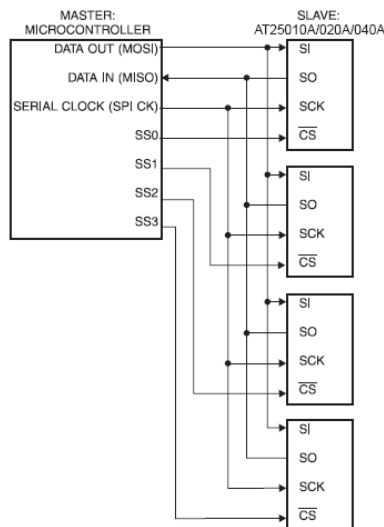 MASTER:
MICROCONTROLLER
SLAVE:
AT25010A/020A/040A
DATA OUT (MOSI)
DATA IN (MISO)
SERIAL CLOCK (SPI CK)
SS0
SS1
SS2
SS3
SI
SO
SCK
CS
SI
SO
SCK
CS
SI
SO
SCK
CS
SI
SO
SCK
CS